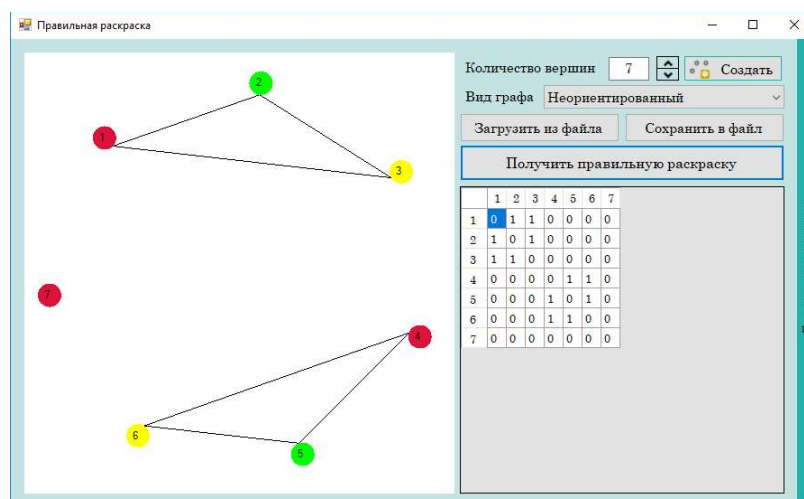 Правильная раскраска
Количество вершин 7 Создать
Вид графа Неориентированный
Загрузить из файла Сохранить в файл
Получить правильную раскраску
1 2 3 4 5 6 7
1 0 1 1 0 0 0 0
2 1 0 1 0 0 0 0
3 1 1 0 0 0 0 0
4 0 0 0 0 1 1 0
5 0 0 0 1 0 1 0
6 0 0 0 1 1 0 0
7 0 0 0 0 0 0 0
2
1
3
7
4
6
5